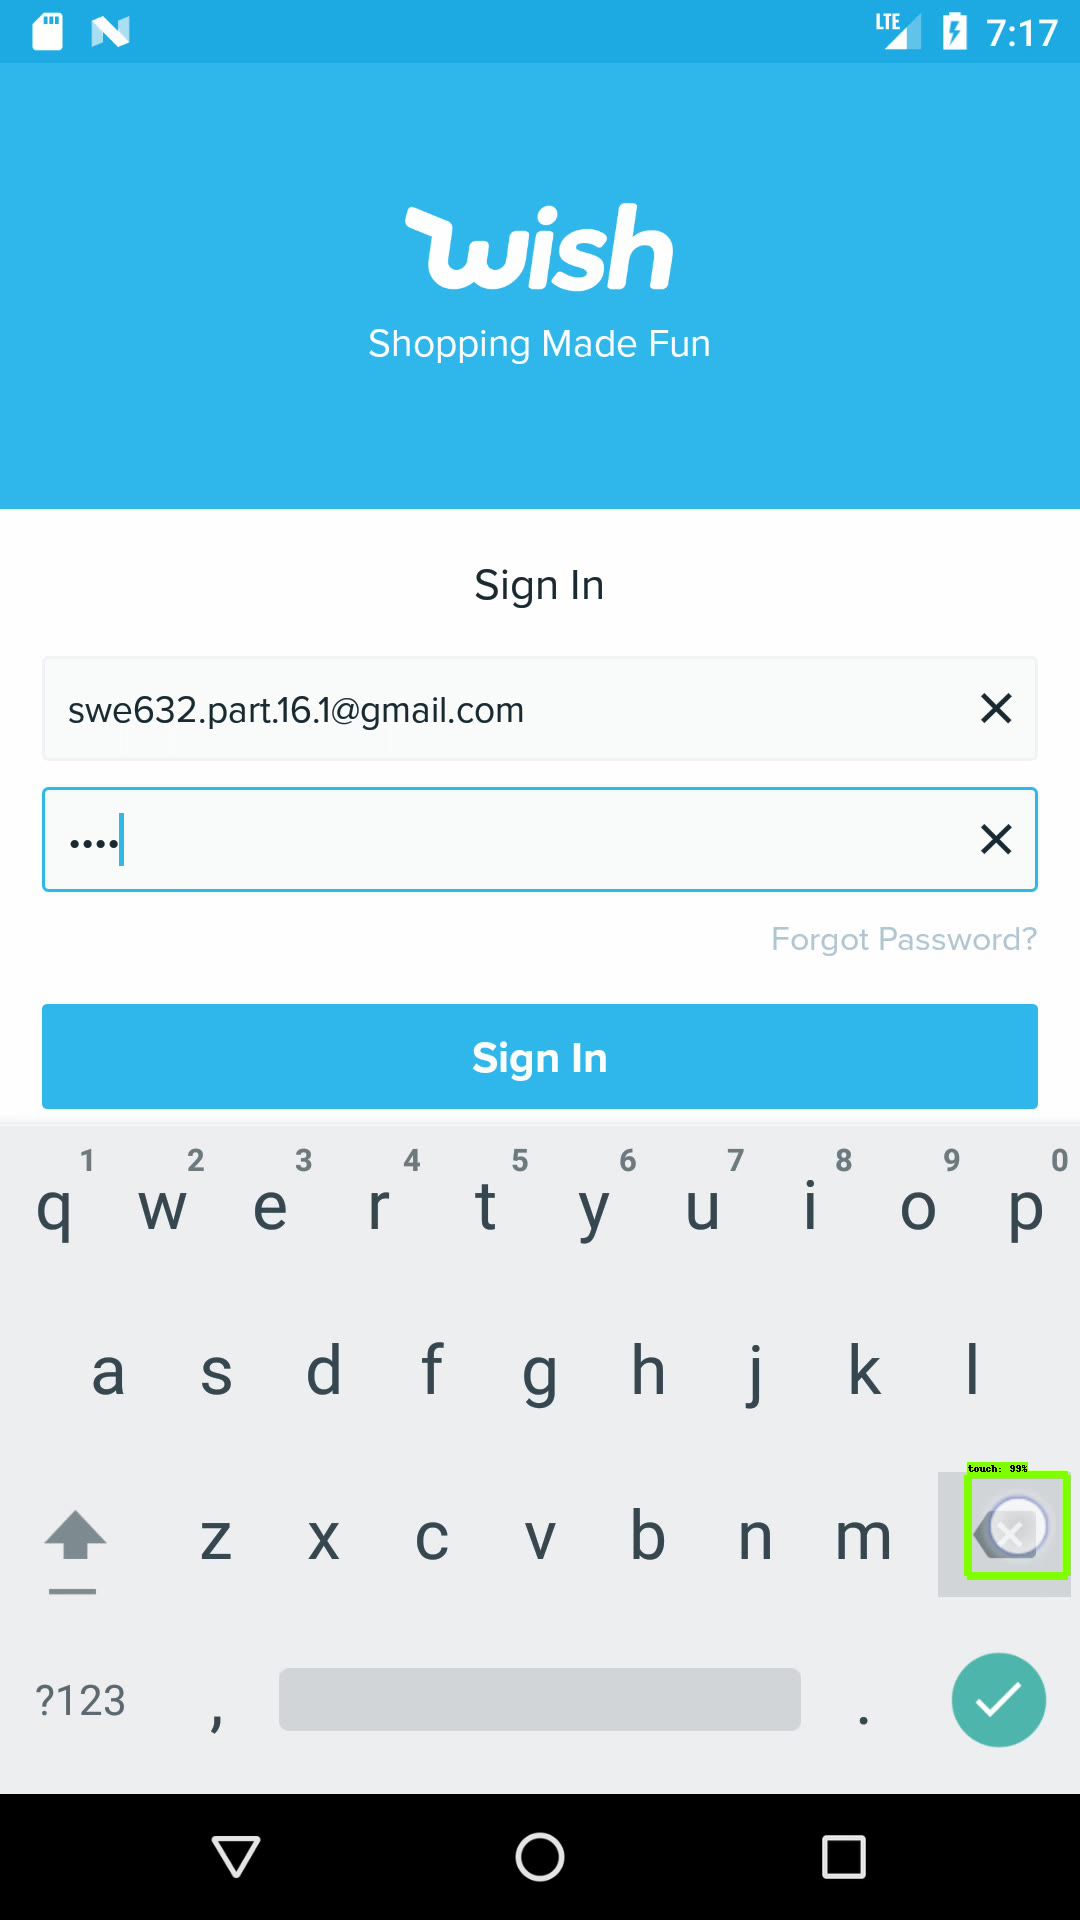 LTE 7:17
wish
Shopping Made Fun
Sign In
swe632.part.16.1@gmail.com
••••
Forgot Password?
Sign In
1 2 3 4 5 6 7 8 9 0
q w e r t y u i o p
a s d f g h j k l
touch: 99%
z x c v b n m
?123 , .